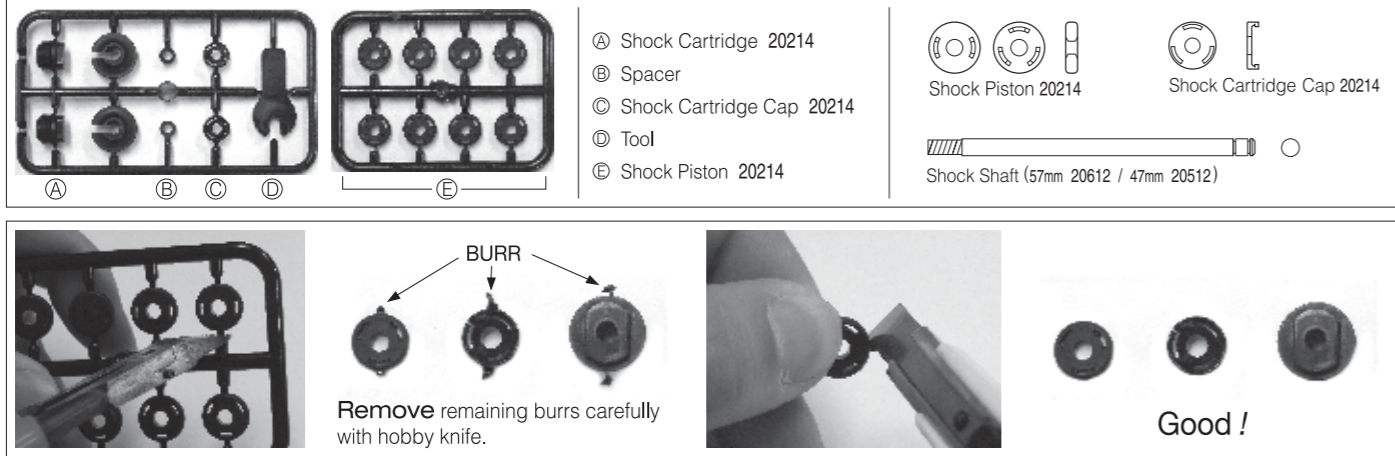 Ⓐ Ⓑ Ⓒ Ⓓ
Ⓔ
Ⓐ Shock Cartridge 20214
Ⓑ Spacer
Ⓒ Shock Cartridge Cap 20214
Ⓓ Tool
Ⓔ Shock Piston 20214
Shock Piston 20214
Shock Cartridge Cap 20214
Shock Shaft (57mm 20612 / 47mm 20512)
BURR
Remove remaining burrs carefully
with hobby knife.
Good !